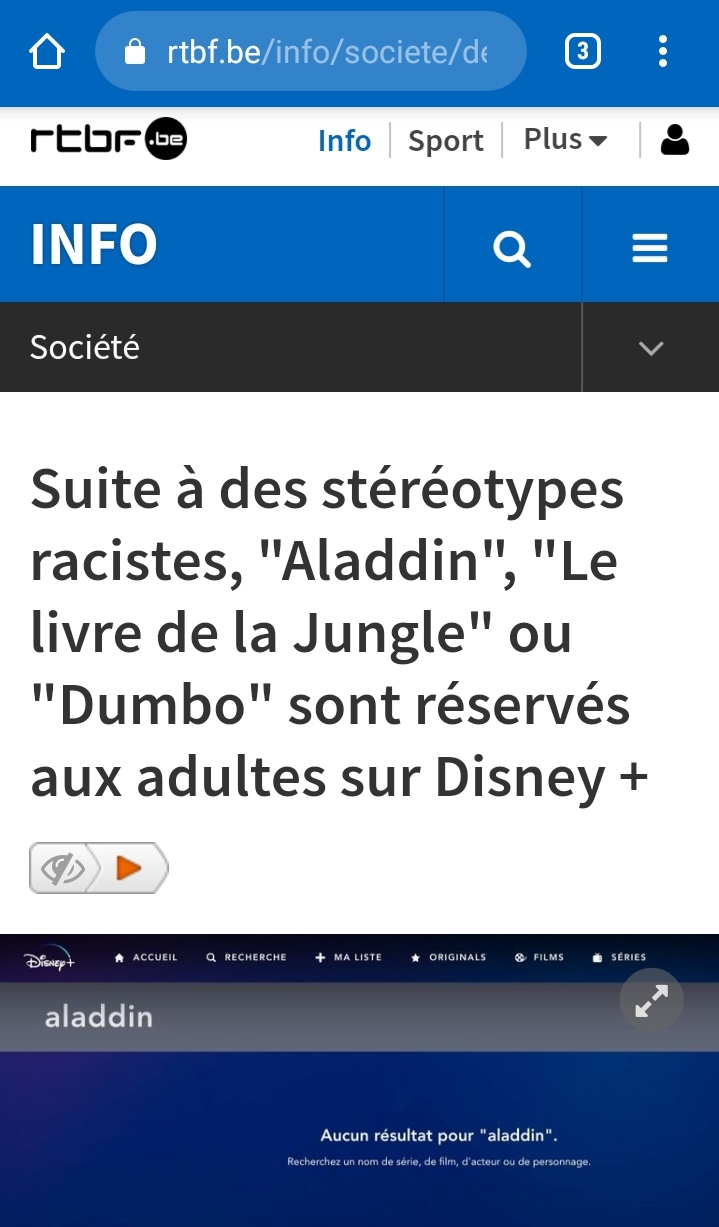 rtbf.be/info/societe/de
3
rtbf.be
Info
Sport
Plus
INFO
Société
Suite à des stéréotypes
racistes, "Aladdin", "Le
livre de la Jungle" ou
"Dumbo" sont réservés
aux adultes sur Disney +
Disney+
ACCUEIL
RECHERCHE
MA LISTE
ORIGINALS
FILMS
SÉRIES
aladdin
Aucun résultat pour "aladdin".
Recherchez un nom de série, de film, d'acteur ou de personnage.